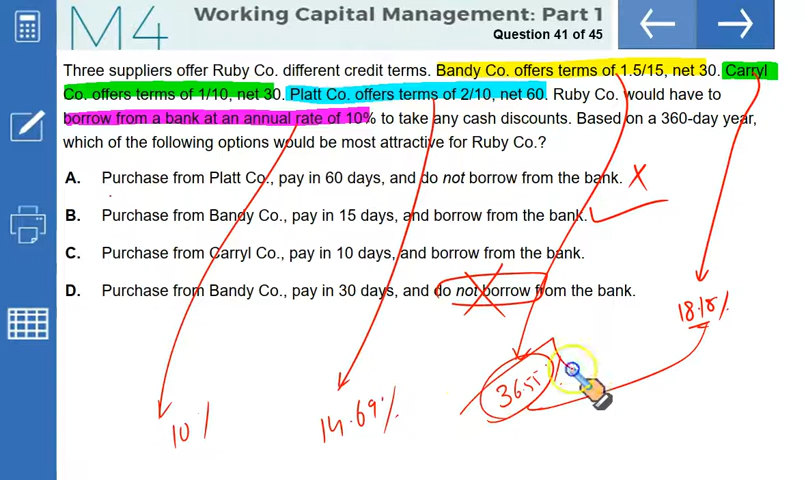 M4
Working Capital Management: Part 1
Question 41 of 45
Three suppliers offer Ruby Co. different credit terms. Bandy Co. offers terms of 1.5/15, net 30. Carryl
Co. offers terms of 1/10, net 30. Platt Co. offers terms of 2/10, net 60. Ruby Co. would have to
borrow from a bank at an annual rate of 10% to take any cash discounts. Based on a 360-day year,
which of the following options would be most attractive for Ruby Co.?
A. Purchase from Platt Co., pay in 60 days, and do not borrow from the bank.
B. Purchase from Bandy Co., pay in 15 days, and borrow from the bank.
C. Purchase from Carryl Co., pay in 10 days, and borrow from the bank.
D. Purchase from Bandy Co., pay in 30 days, and do not borrow from the bank.
18.18%
36.55%
14.69%
10%